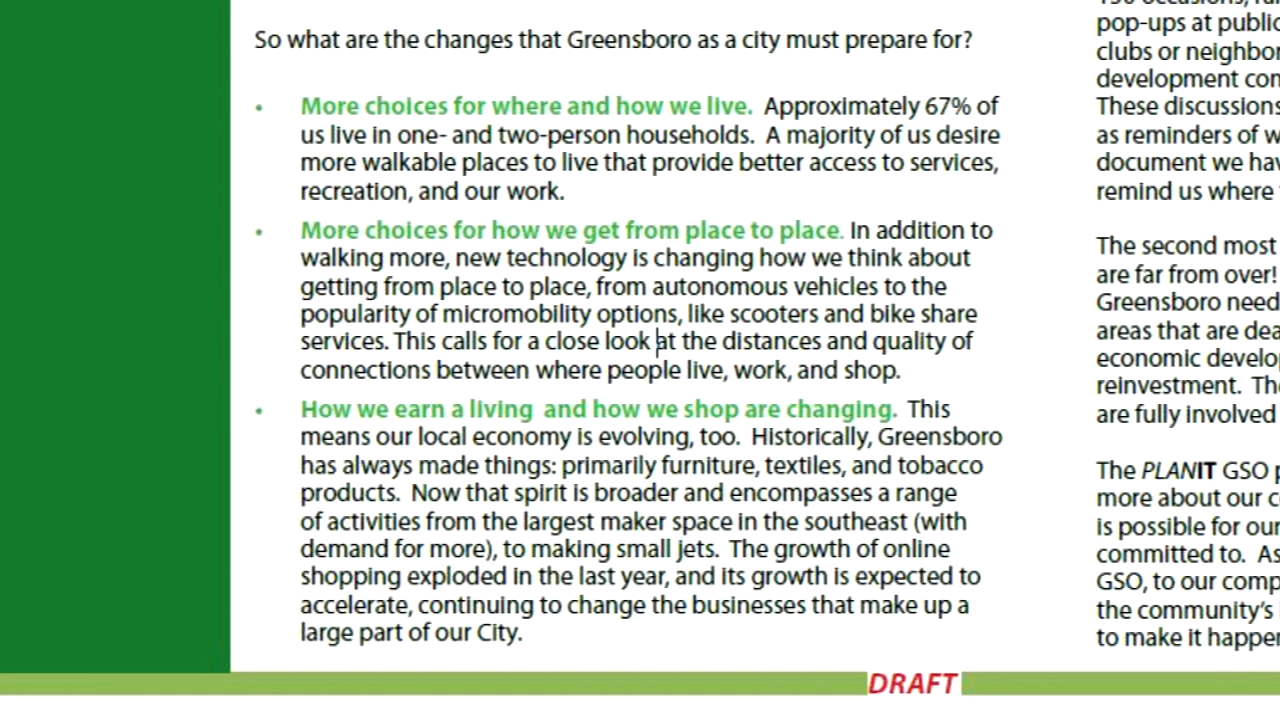 So what are the changes that Greensboro as a city must prepare for?
• More choices for where and how we live. Approximately 67% of
us live in one- and two-person households. A majority of us desire
more walkable places to live that provide better access to services,
recreation, and our work.
• More choices for how we get from place to place. In addition to
walking more, new technology is changing how we think about
getting from place to place, from autonomous vehicles to the
popularity of micromobility options, like scooters and bike share
services. This calls for a close look at the distances and quality of
connections between where people live, work, and shop.
• How we earn a living and how we shop are changing. This
means our local economy is evolving, too. Historically, Greensboro
has always made things: primarily furniture, textiles, and tobacco
products. Now that spirit is broader and encompasses a range
of activities from the largest maker space in the southeast (with
demand for more), to making small jets. The growth of online
shopping exploded in the last year, and its growth is expected to
accelerate, continuing to change the businesses that make up a
large part of our City.
pop-ups at public
clubs or neighbor
development com
These discussions
as reminders of w
document we hav
remind us where
The second most
are far from over!
Greensboro need
areas that are dea
economic develop
reinvestment. The
are fully involved
The PLANIT GSO p
more about our c
is possible for our
committed to. As
GSO, to our comp
the community's
to make it happen
DRAFT